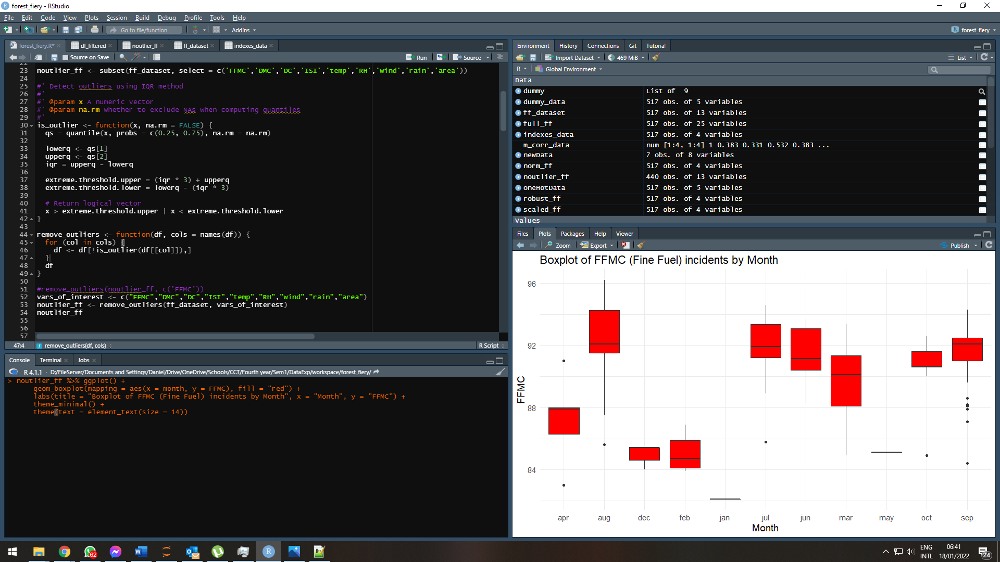 forest_fiery - RStudio
File Edit Code View Plots Session Build Debug Profile Tools Help
Go to file/function Addins forest_fiery
forest_fiery.R* df_filtered noutlier_ff ff_dataset indexes_data
Source on Save Run Source
22
23 noutlier_ff <- subset(ff_dataset, select = c('FFMC','DMC','DC','ISI','temp','RH','wind','rain','area'))
24
25 #' Detect outliers using IQR method
26 #'
27 #' @param x A numeric vector
28 #' @param na.rm Whether to exclude NAs when computing quantiles
29 #'
30 is_outlier <- function(x, na.rm = FALSE) {
31 qs = quantile(x, probs = c(0.25, 0.75), na.rm = na.rm)
32
33 lowerq <- qs[1]
34 upperq <- qs[2]
35 iqr = upperq - lowerq
36
37 extreme.threshold.upper = (iqr * 3) + upperq
38 extreme.threshold.lower = lowerq - (iqr * 3)
39
40 # Return logical vector
41 x > extreme.threshold.upper | x < extreme.threshold.lower
42 }
43
44 remove_outliers <- function(df, cols = names(df)) {
45 for (col in cols) {
46 df <- df[!is_outlier(df[[col]]),]
47 }
48 df
49 }
50
51 #remove_outliers(noutlier_ff, c('FFMC'))
52 vars_of_interest <- c("FFMC","DMC","DC","ISI","temp","RH","wind","rain","area")
53 noutlier_ff <- remove_outliers(ff_dataset, vars_of_interest)
54 noutlier_ff
55
56
57
47:4 remove_outliers(df, cols) R Script
Console Terminal Jobs
R 4.1.1 · D:/FileServer/Documents and Settings/Daniel/Drive/OneDrive/Schools/CCT/Fourth year/Sem1/DataExp/workspace/forest_fiery/
> noutlier_ff %>% ggplot() +
geom_boxplot(mapping = aes(x = month, y = FFMC), fill = "red") +
labs(title = "Boxplot of FFMC (Fine Fuel) incidents by Month", x = "Month", y = "FFMC") +
theme_minimal() +
theme(text = element_text(size = 14))
Environment History Connections Git Tutorial
Import Dataset 469 MiB List
R Global Environment
Data
dummy List of 9
dummy_data 517 obs. of 5 variables
ff_dataset 517 obs. of 13 variables
full_ff 517 obs. of 25 variables
indexes_data 517 obs. of 4 variables
m_corr_data num [1:4, 1:4] 1 0.383 0.331 0.532 0.383 ...
newData 7 obs. of 8 variables
norm_ff 517 obs. of 4 variables
noutlier_ff 440 obs. of 13 variables
oneHotData 517 obs. of 5 variables
robust_ff 517 obs. of 4 variables
scaled_ff 517 obs. of 4 variables
Values
Files Plots Packages Help Viewer
Zoom Export Publish
Boxplot of FFMC (Fine Fuel) incidents by Month
96
92
88
84
FFMC
apr aug dec feb jan jul jun mar may oct sep
Month
62
ENG
INTL
06:41
18/01/2022
24